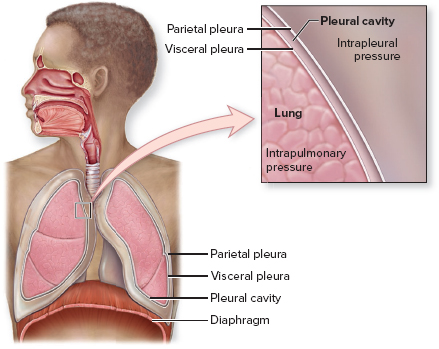 Parietal pleura
Visceral pleura
Pleural cavity
Intrapleural
pressure
Lung
Intrapulmonary
pressure
Parietal pleura
Visceral pleura
Pleural cavity
Diaphragm